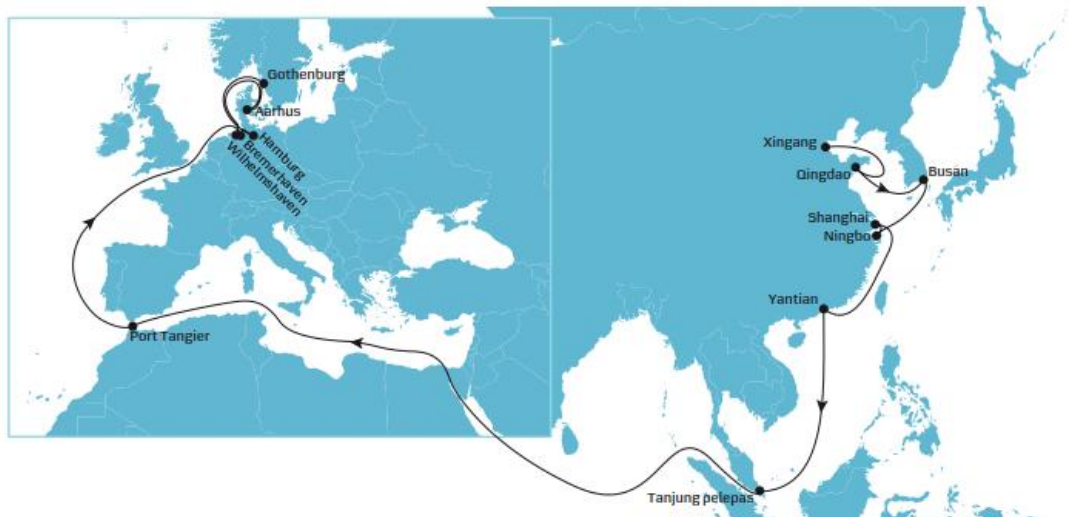 Gothenburg
Aarhus
Hamburg
Bremerhaven
Wilhelmshaven
Port Tangier
Xingang
Qingdao
Busan
Shanghai
Ningbo
Yantian
Tanjung pelepas